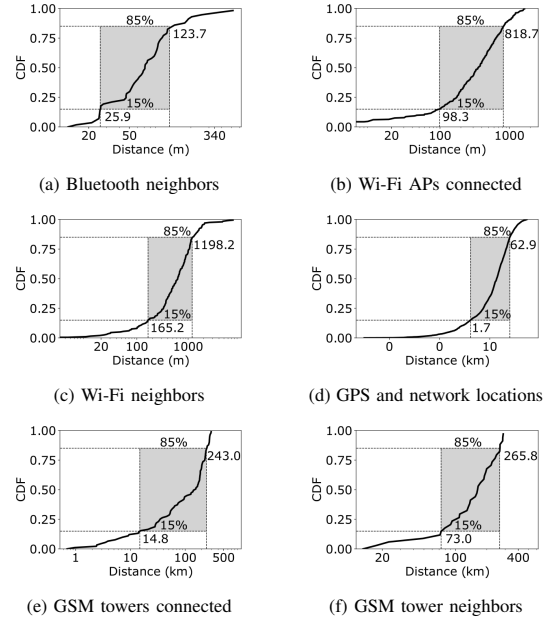 1.00
0.75
0.50
0.25
0.00
CDF
85%
123.7
15%
25.9
20 50 340
Distance (m)
(a) Bluetooth neighbors
1.00
0.75
0.50
0.25
0.00
CDF
85%
818.7
15%
98.3
20 100 1000
Distance (m)
(b) Wi-Fi APs connected
1.00
0.75
0.50
0.25
0.00
CDF
85%
1198.2
15%
165.2
20 100 1000
Distance (m)
(c) Wi-Fi neighbors
1.00
0.75
0.50
0.25
0.00
CDF
85%
62.9
15%
1.7
0 0 10
Distance (km)
(d) GPS and network locations
1.00
0.75
0.50
0.25
0.00
CDF
85%
243.0
15%
14.8
1 10 100 500
Distance (km)
(e) GSM towers connected
1.00
0.75
0.50
0.25
0.00
CDF
85%
265.8
15%
73.0
20 100 400
Distance (km)
(f) GSM tower neighbors